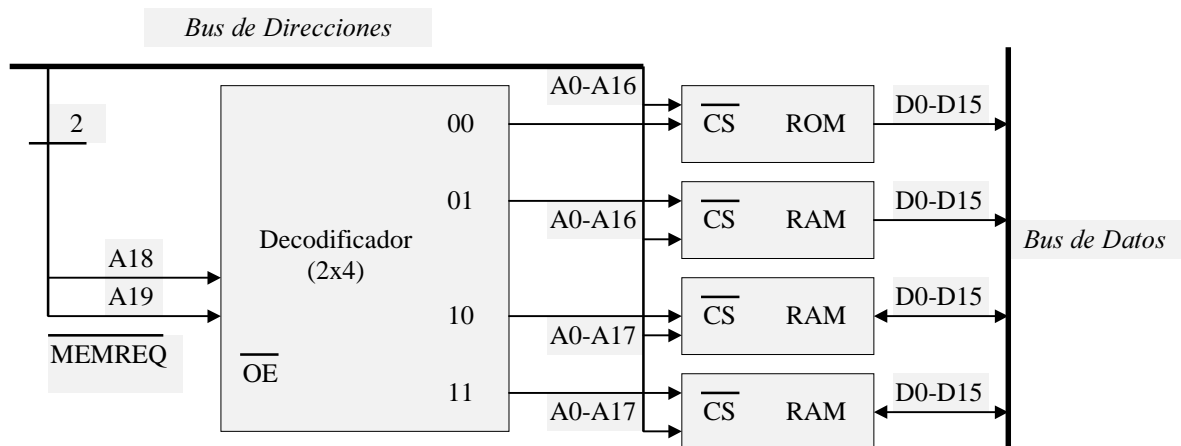 Bus de Direcciones
A0-A16
2
00
CS ROM
D0-D15
01
A0-A16
CS RAM
D0-D15
Decodificador
(2x4)
Bus de Datos
A18
A19
10
CS RAM
D0-D15
A0-A17
MEMREQ
OE
11
A0-A17
CS RAM
D0-D15